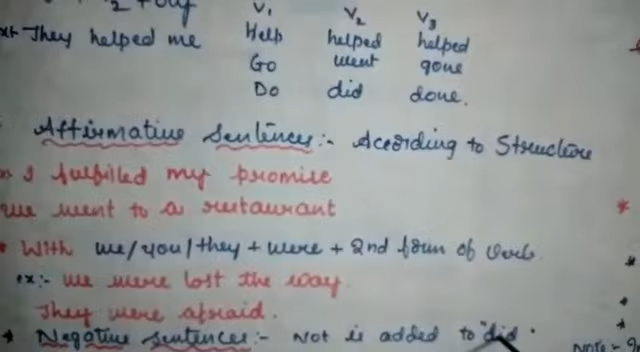 V1 V2 V3
They helped me Help helped helped
Go went gone
Do did done.
Affirmative Sentences:- According to Structure
I fulfilled my promise
we went to a restaurant
* With we/you/they + were + 2nd form of verb.
ex:- we were lost the way.
They were afraid.
* Negative sentences:- Not is added to "did"
Note:-